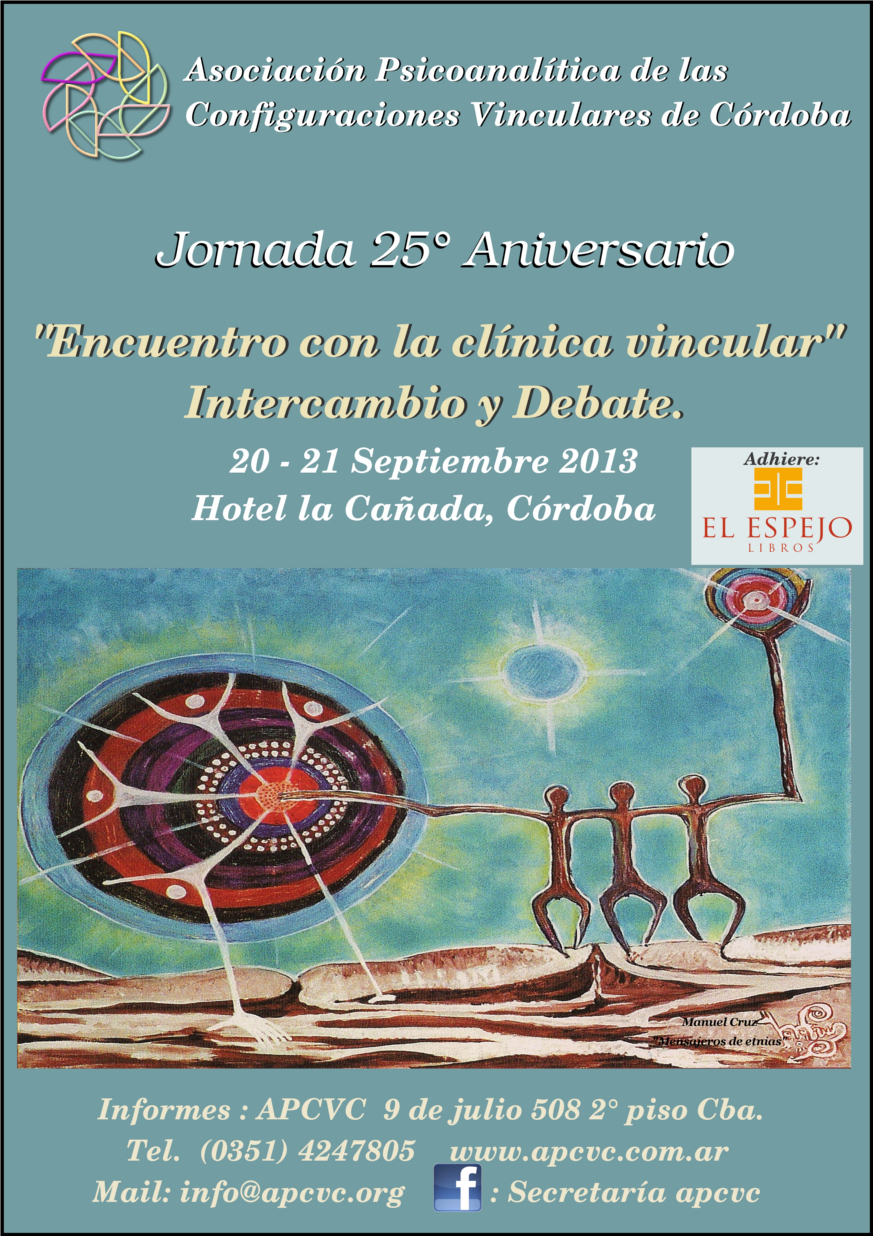 Asociación Psicoanalítica de las
Configuraciones Vinculares de Córdoba
Jornada 25° Aniversario
"Encuentro con la clínica vincular"
Intercambio y Debate.
20 - 21 Septiembre 2013
Hotel la Cañada, Córdoba
Adhiere:
EL ESPEJO
LIBROS
Manuel Cruz
"Mensajeros de etnias"
Informes : APCVC 9 de julio 508 2° piso Cba.
Tel. (0351) 4247805 www.apcvc.com.ar
Mail: info@apcvc.org f : Secretaría apcvc